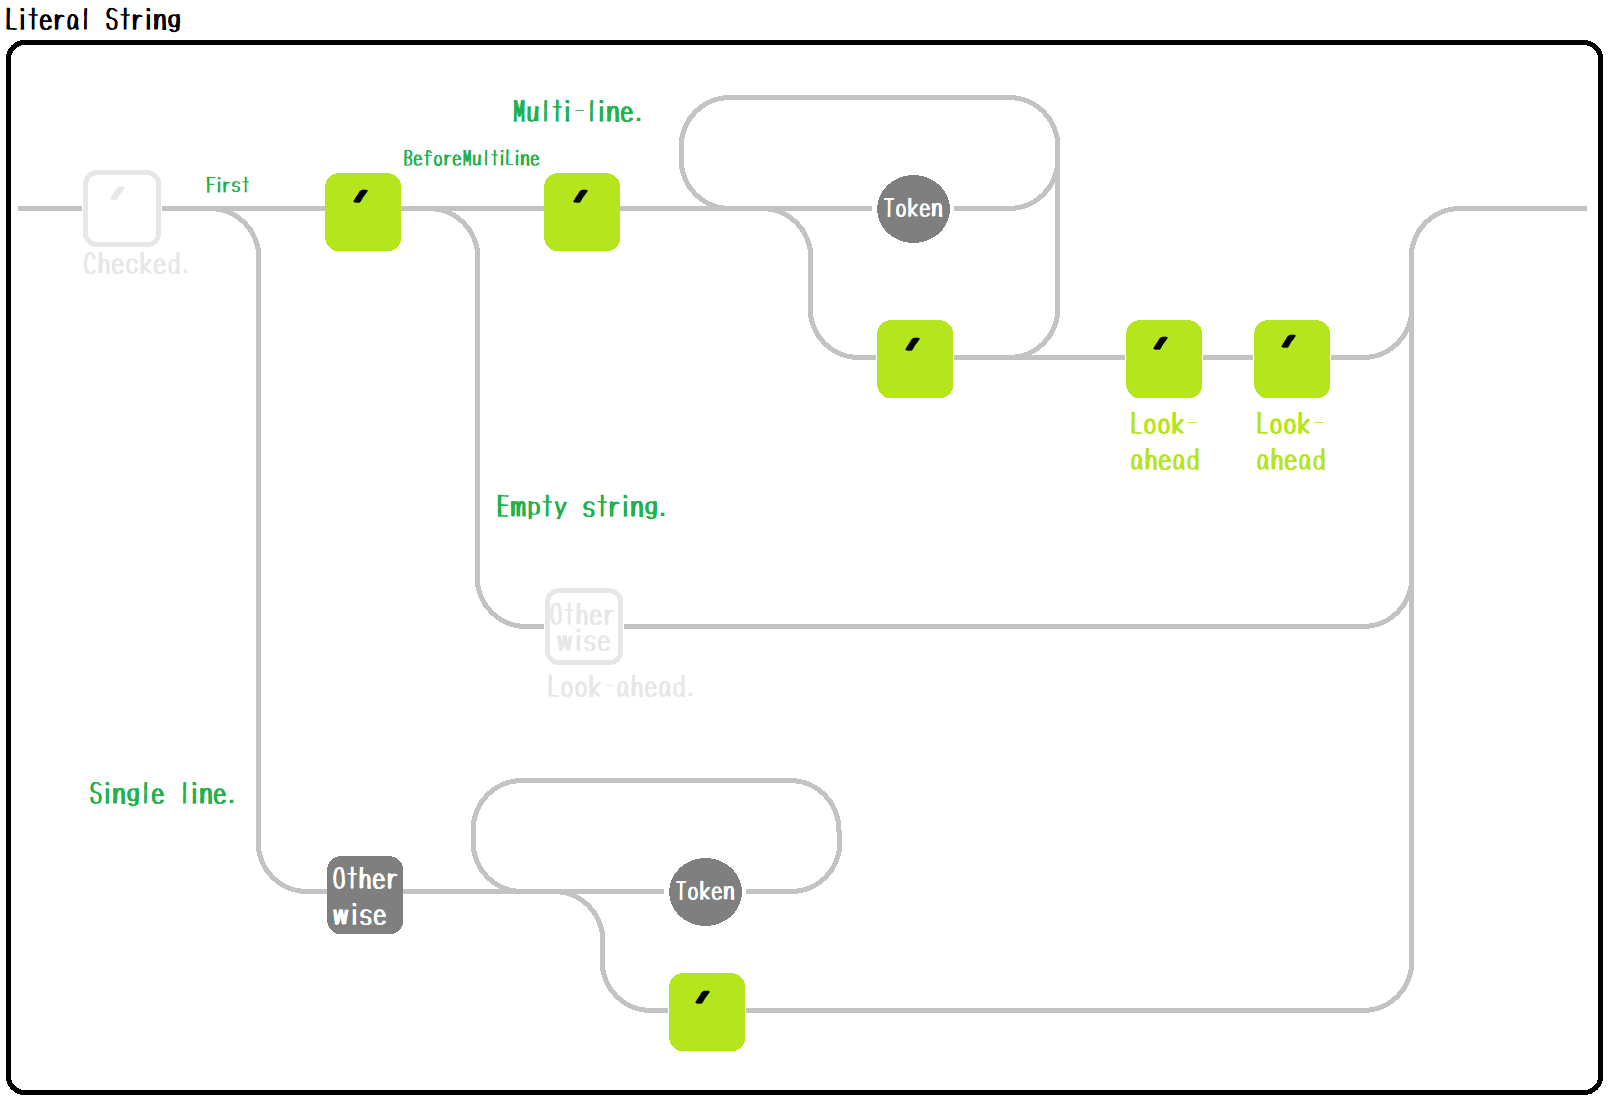 Literal String
Multi-line.
BeforeMultiLine
First
′
′
′
Token
Checked.
′
′
′
Look-
ahead
Look-
ahead
Empty string.
Other
wise
Look-ahead.
Single line.
Other
wise
Token
′